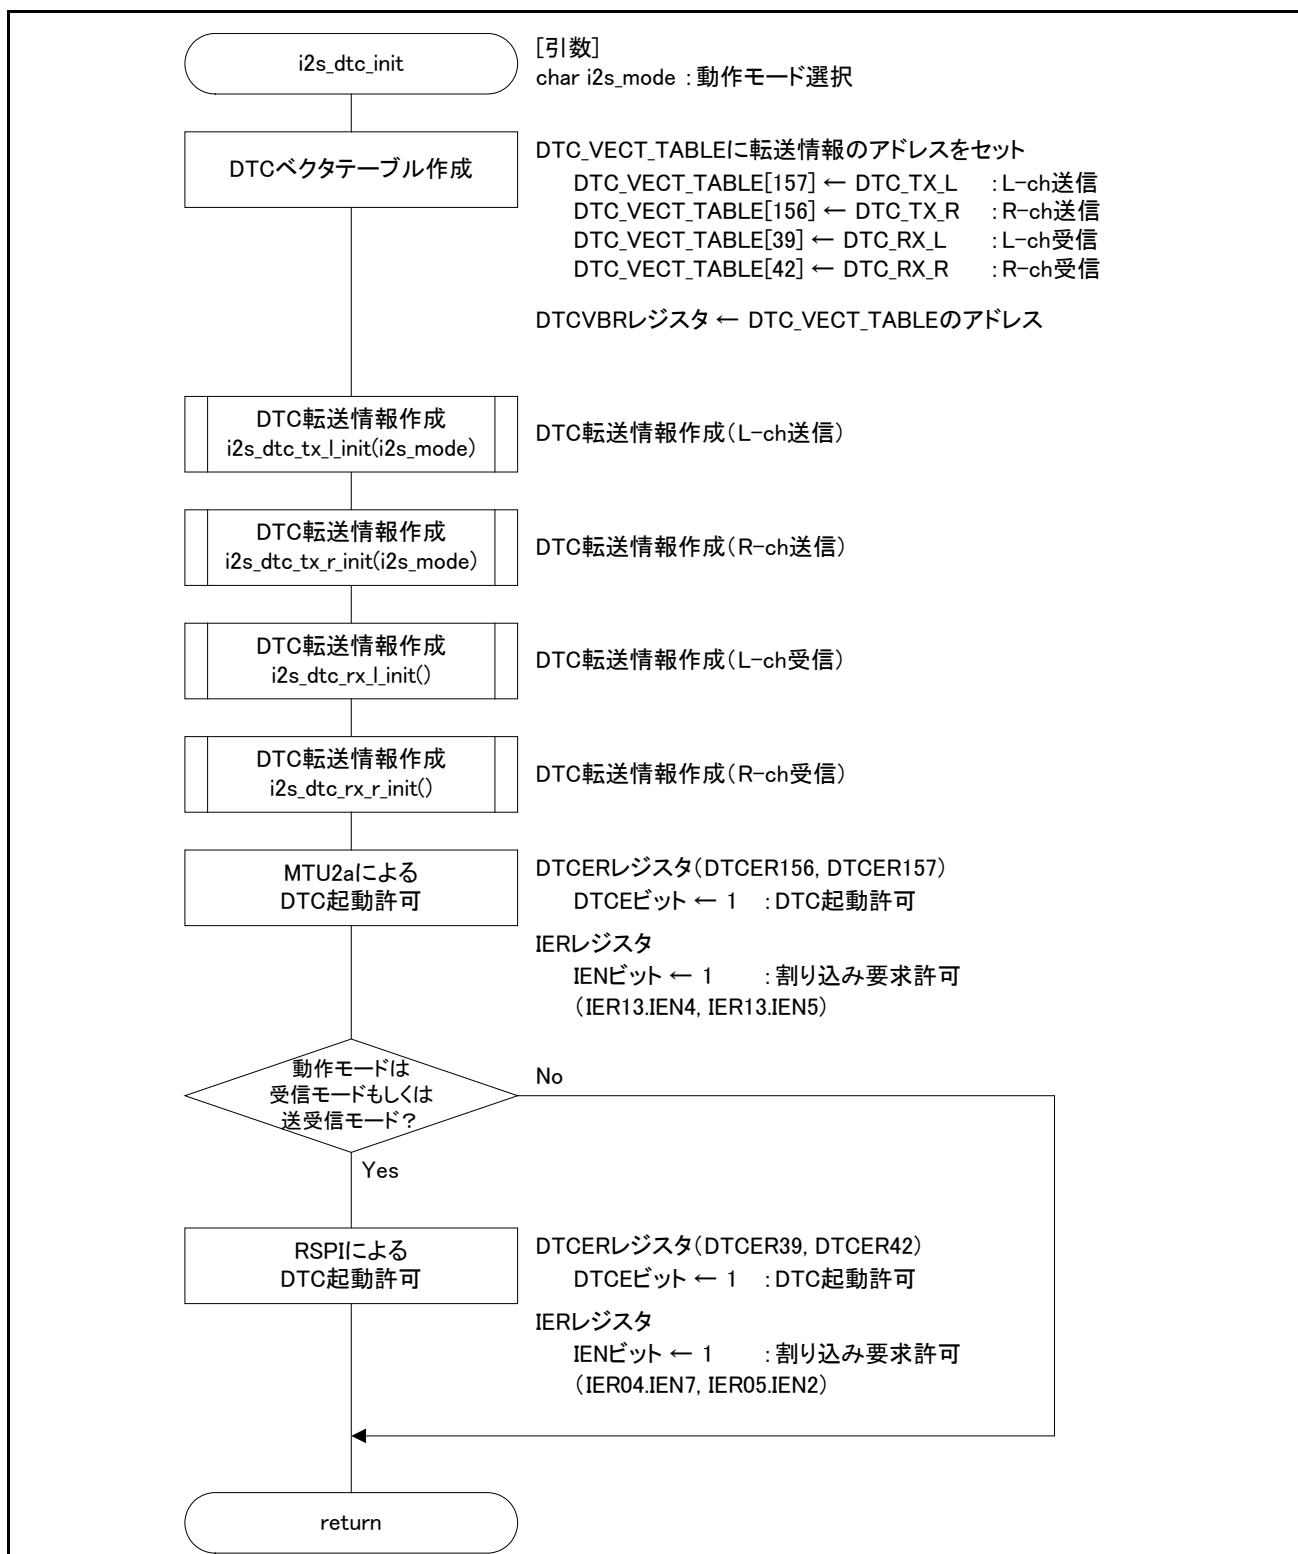 i2s_dtc_init
[引数]
char i2s_mode : 動作モード選択
DTCベクタテーブル作成
DTC_VECT_TABLEに転送情報のアドレスをセット
DTC_VECT_TABLE[157] ← DTC_TX_L : L-ch送信
DTC_VECT_TABLE[156] ← DTC_TX_R : R-ch送信
DTC_VECT_TABLE[39] ← DTC_RX_L : L-ch受信
DTC_VECT_TABLE[42] ← DTC_RX_R : R-ch受信
DTCVBRレジスタ ← DTC_VECT_TABLEのアドレス
DTC転送情報作成
i2s_dtc_tx_l_init(i2s_mode)
DTC転送情報作成(L-ch送信)
DTC転送情報作成
i2s_dtc_tx_r_init(i2s_mode)
DTC転送情報作成(R-ch送信)
DTC転送情報作成
i2s_dtc_rx_l_init()
DTC転送情報作成(L-ch受信)
DTC転送情報作成
i2s_dtc_rx_r_init()
DTC転送情報作成(R-ch受信)
MTU2aによる
DTC起動許可
DTCERレジスタ(DTCER156, DTCER157)
DTCEビット ← 1 : DTC起動許可
IERレジスタ
IENビット ← 1 : 割り込み要求許可
(IER13.IEN4, IER13.IEN5)
動作モードは
受信モードもしくは
送受信モード?
No
Yes
RSPIによる
DTC起動許可
DTCERレジスタ(DTCER39, DTCER42)
DTCEビット ← 1 : DTC起動許可
IERレジスタ
IENビット ← 1 : 割り込み要求許可
(IER04.IEN7, IER05.IEN2)
return